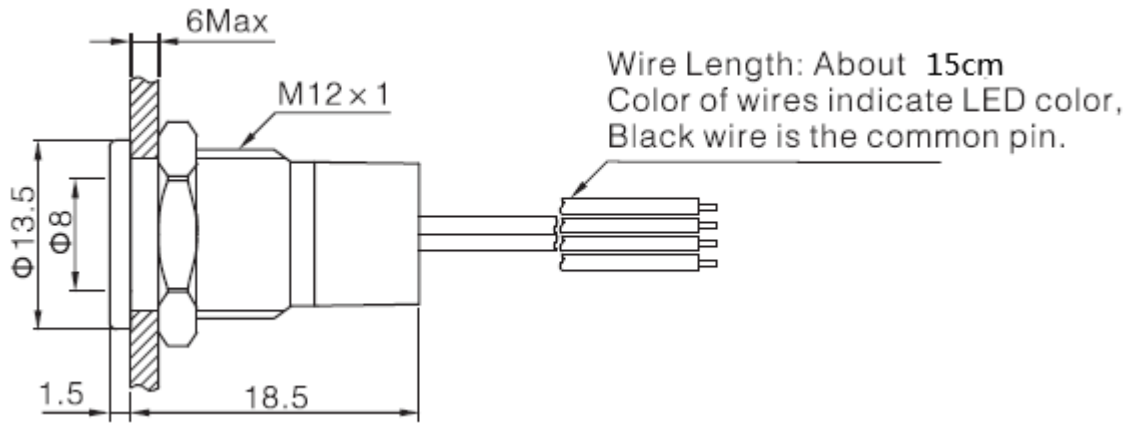 6Max
M12×1
Wire Length: About 15cm
Color of wires indicate LED color,
Black wire is the common pin.
Φ13.5
Φ8
1.5
18.5